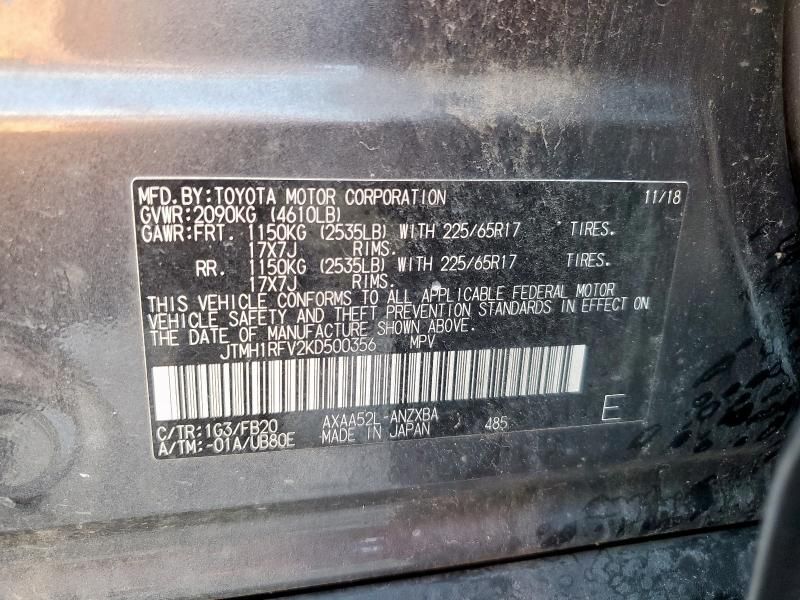 MFD.BY:TOYOTA MOTOR CORPORATION 11/18
GVWR:2090KG (4610LB)
GAWR:FRT. 1150KG (2535LB) WITH 225/65R17 TIRES.
17X7J RIMS.
RR. 1150KG (2535LB) WITH 225/65R17 TIRES.
17X7J RIMS.
THIS VEHICLE CONFORMS TO ALL APPLICABLE FEDERAL MOTOR
VEHICLE SAFETY AND THEFT PREVENTION STANDARDS IN EFFECT ON
THE DATE OF MANUFACTURE SHOWN ABOVE.
JTMH1RFV2KD500356 MPV
C/TR:1G3/FB20 AXAA52L-ANZXBA 485 E
A/TM:-01A/UB80E MADE IN JAPAN